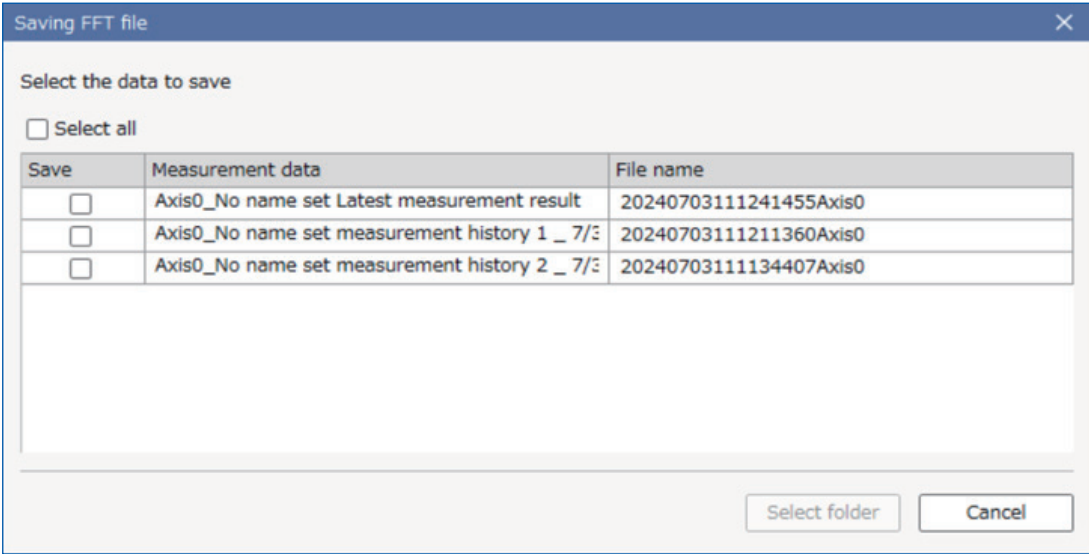 Saving FFT file
Select the data to save
Select all
Save Measurement data File name
Axis0_No name set Latest measurement result 20240703111241455Axis0
Axis0_No name set measurement history 1 _ 7/3 20240703111211360Axis0
Axis0_No name set measurement history 2 _ 7/3 20240703111134407Axis0
Select folder Cancel